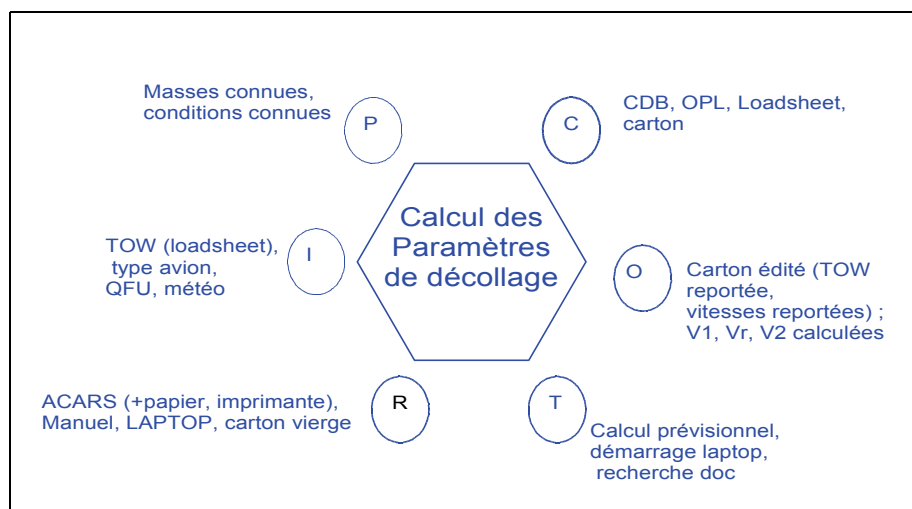 Masses connues,
conditions connues
P
C
CDB, OPL, Loadsheet,
carton
Calcul des
Paramètres
de décollage
TOW (loadsheet),
type avion,
QFU, météo
I
O
Carton édité (TOW
reportée,
vitesses reportées) ;
V1, Vr, V2 calculées
ACARS (+papier, imprimante),
Manuel, LAPTOP, carton vierge
R
T
Calcul prévisionnel,
démarrage laptop,
recherche doc